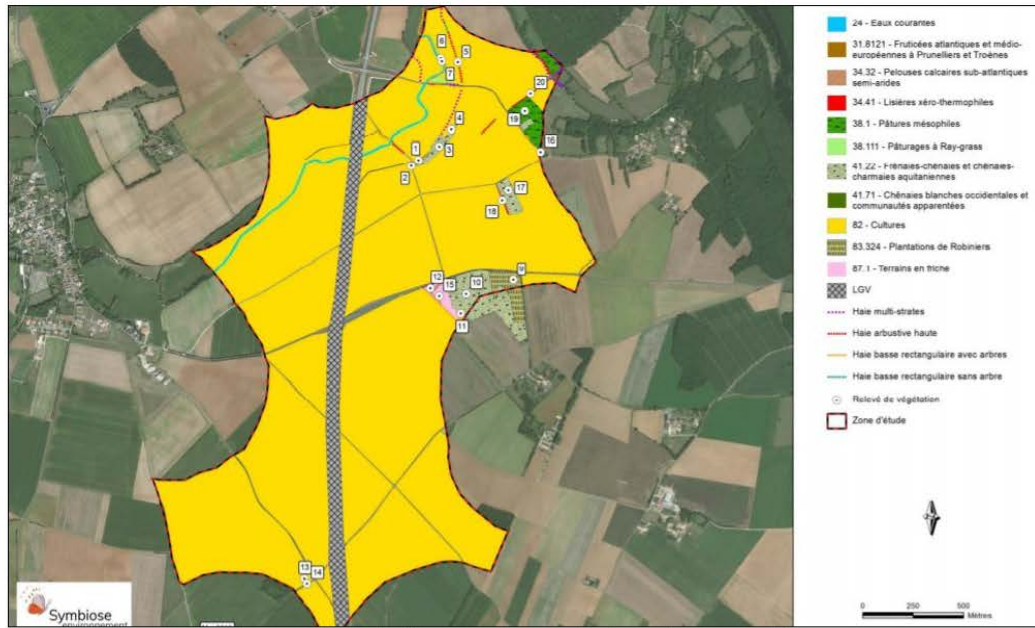 6
5
7
20
19
4
16
1
3
2
17
18
9
12
10
15
11
13
14
Symbiose
environnement
24 - Eaux courantes
31.8121 - Fruticées atlantiques et médio-
européennes à Prunelliers et Troènes
34.32 - Pelouses calcaires sub-atlantiques
semi-arides
34.41 - Lisières xéro-thermophiles
38.1 - Pâtures mésophiles
38.111 - Pâturages à Ray-grass
41.22 - Frênaies-chênaies et chênaies-
charmaies aquitaniennes
41.71 - Chênaies blanches occidentales et
communautés apparentées
82 - Cultures
83.324 - Plantations de Robiniers
87.1 - Terrains en friche
LGV
Haie multi-strates
Haie arbustive haute
Haie basse rectangulaire avec arbres
Haie basse rectangulaire sans arbre
Relevé de végétation
Zone d'étude
0 250 500
Mètres